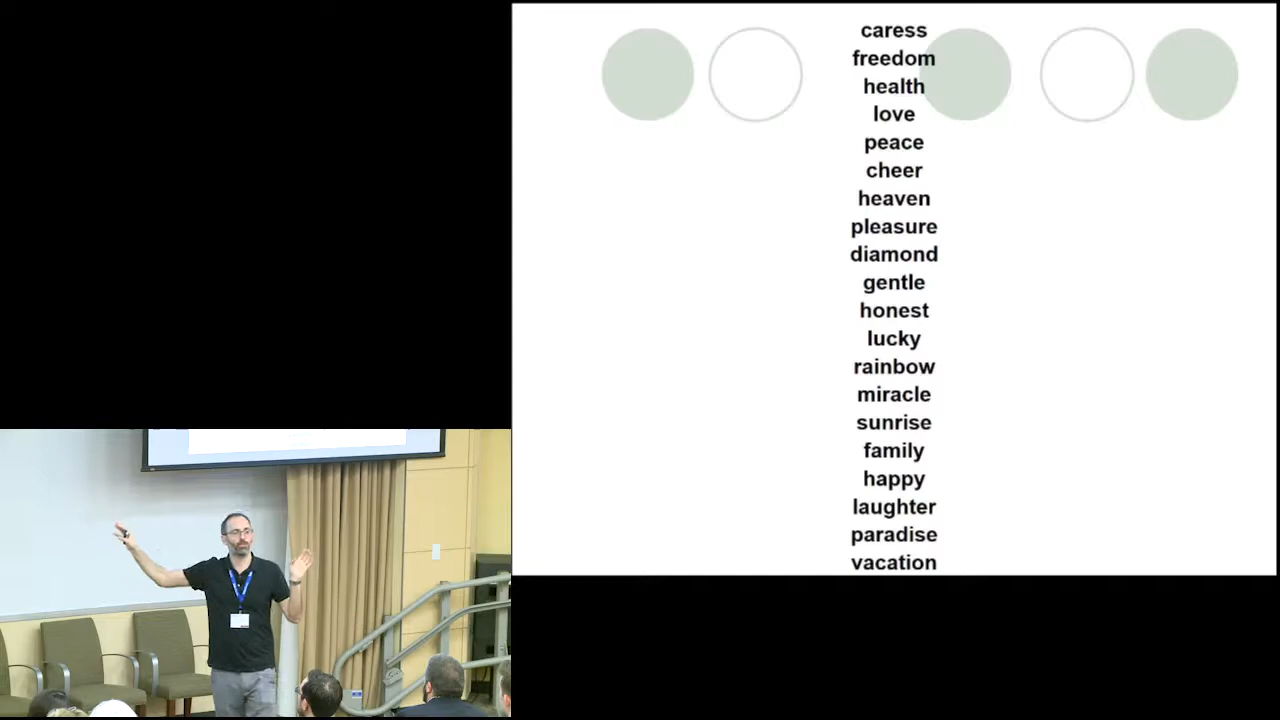 caress
freedom
health
love
peace
cheer
heaven
pleasure
diamond
gentle
honest
lucky
rainbow
miracle
sunrise
family
happy
laughter
paradise
vacation